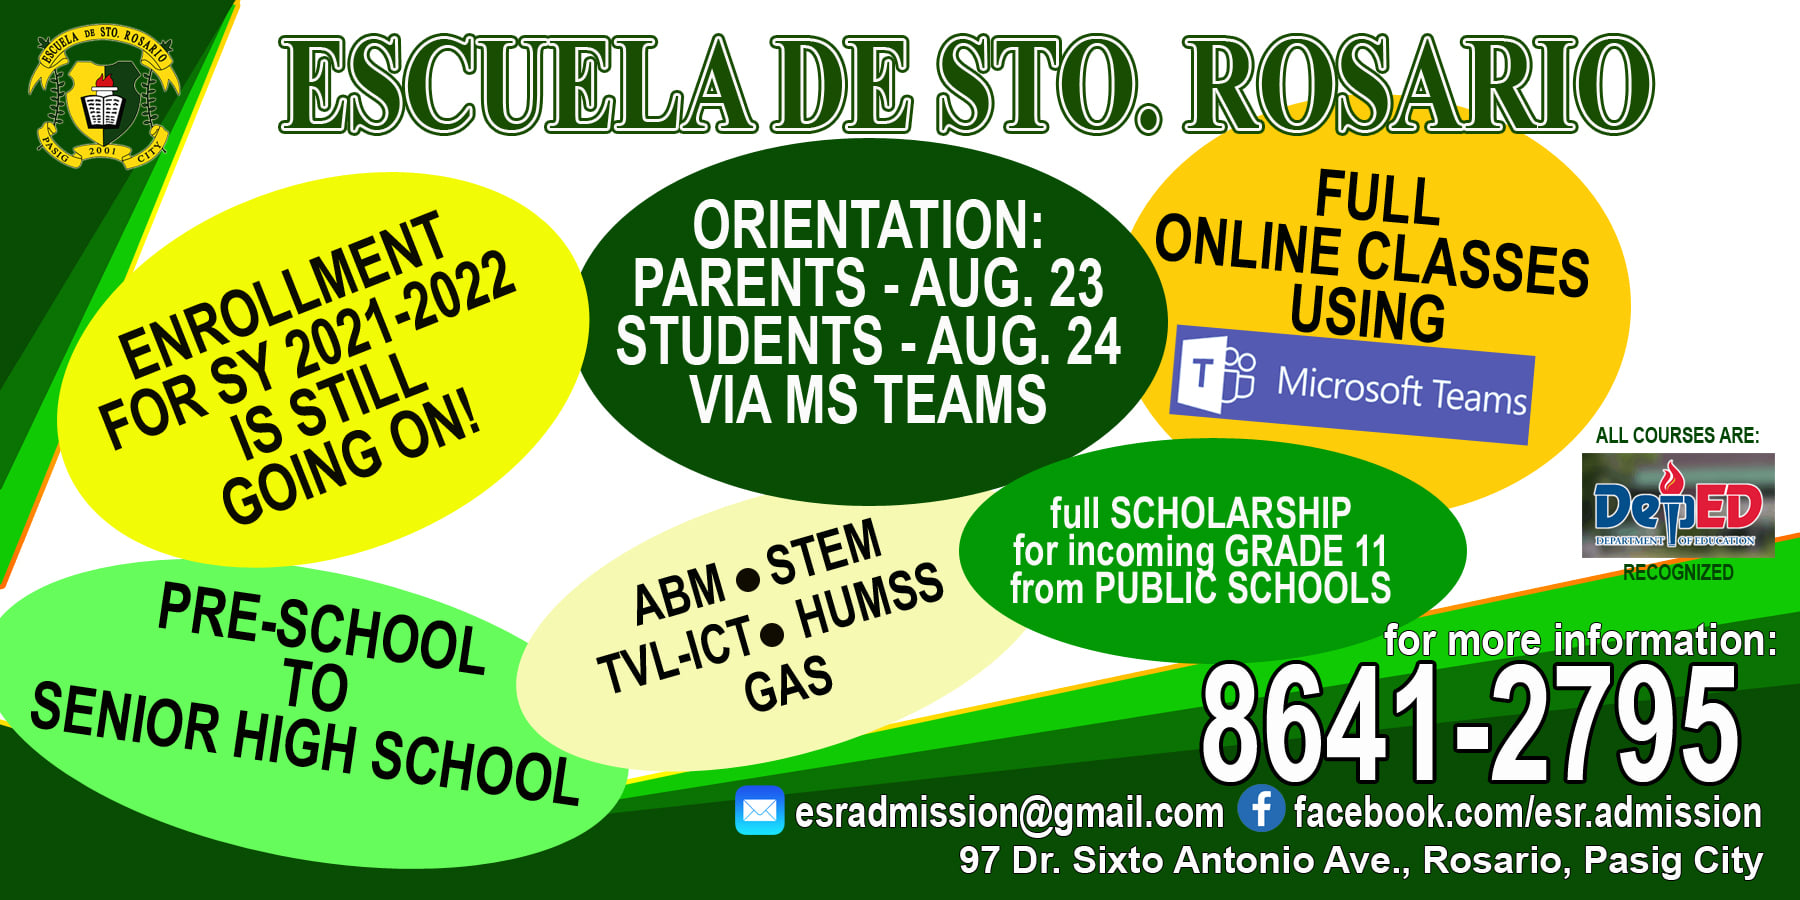 ESCUELA DE STO. ROSARIO
PASIG 2001 CITY
ESCUELA DE STO. ROSARIO
ENROLLMENT
FOR SY 2021-2022
IS STILL
GOING ON!
ORIENTATION:
PARENTS - AUG. 23
STUDENTS - AUG. 24
VIA MS TEAMS
FULL
ONLINE CLASSES
USING
T Microsoft Teams
ALL COURSES ARE:
DepED
DEPARTMENT OF EDUCATION
RECOGNIZED
PRE-SCHOOL
TO
SENIOR HIGH SCHOOL
ABM ● STEM
TVL-ICT ● HUMSS
GAS
full SCHOLARSHIP
for incoming GRADE 11
from PUBLIC SCHOOLS
for more information:
8641-2795
esradmission@gmail.com f facebook.com/esr.admission
97 Dr. Sixto Antonio Ave., Rosario, Pasig City